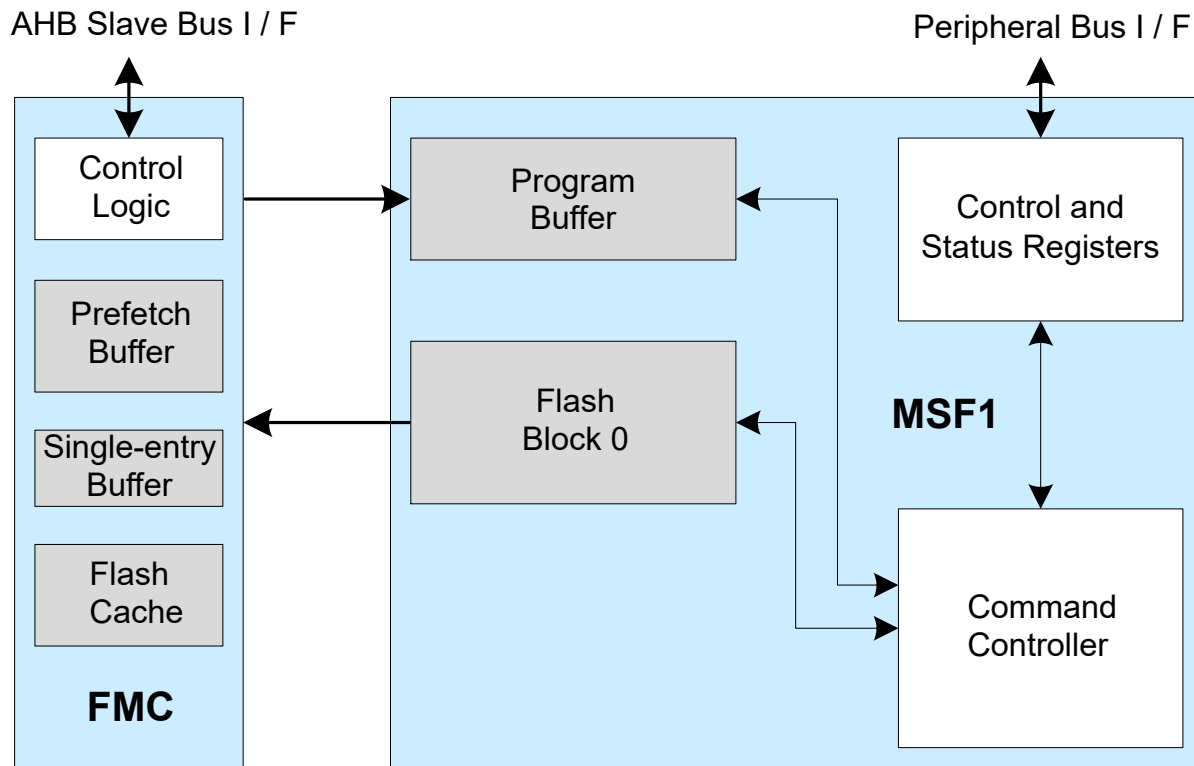 AHB Slave Bus I / F
Peripheral Bus I / F
Control
Logic
Prefetch
Buffer
Single-entry
Buffer
Flash
Cache
FMC
Program
Buffer
Flash
Block 0
Control and
Status Registers
MSF1
Command
Controller